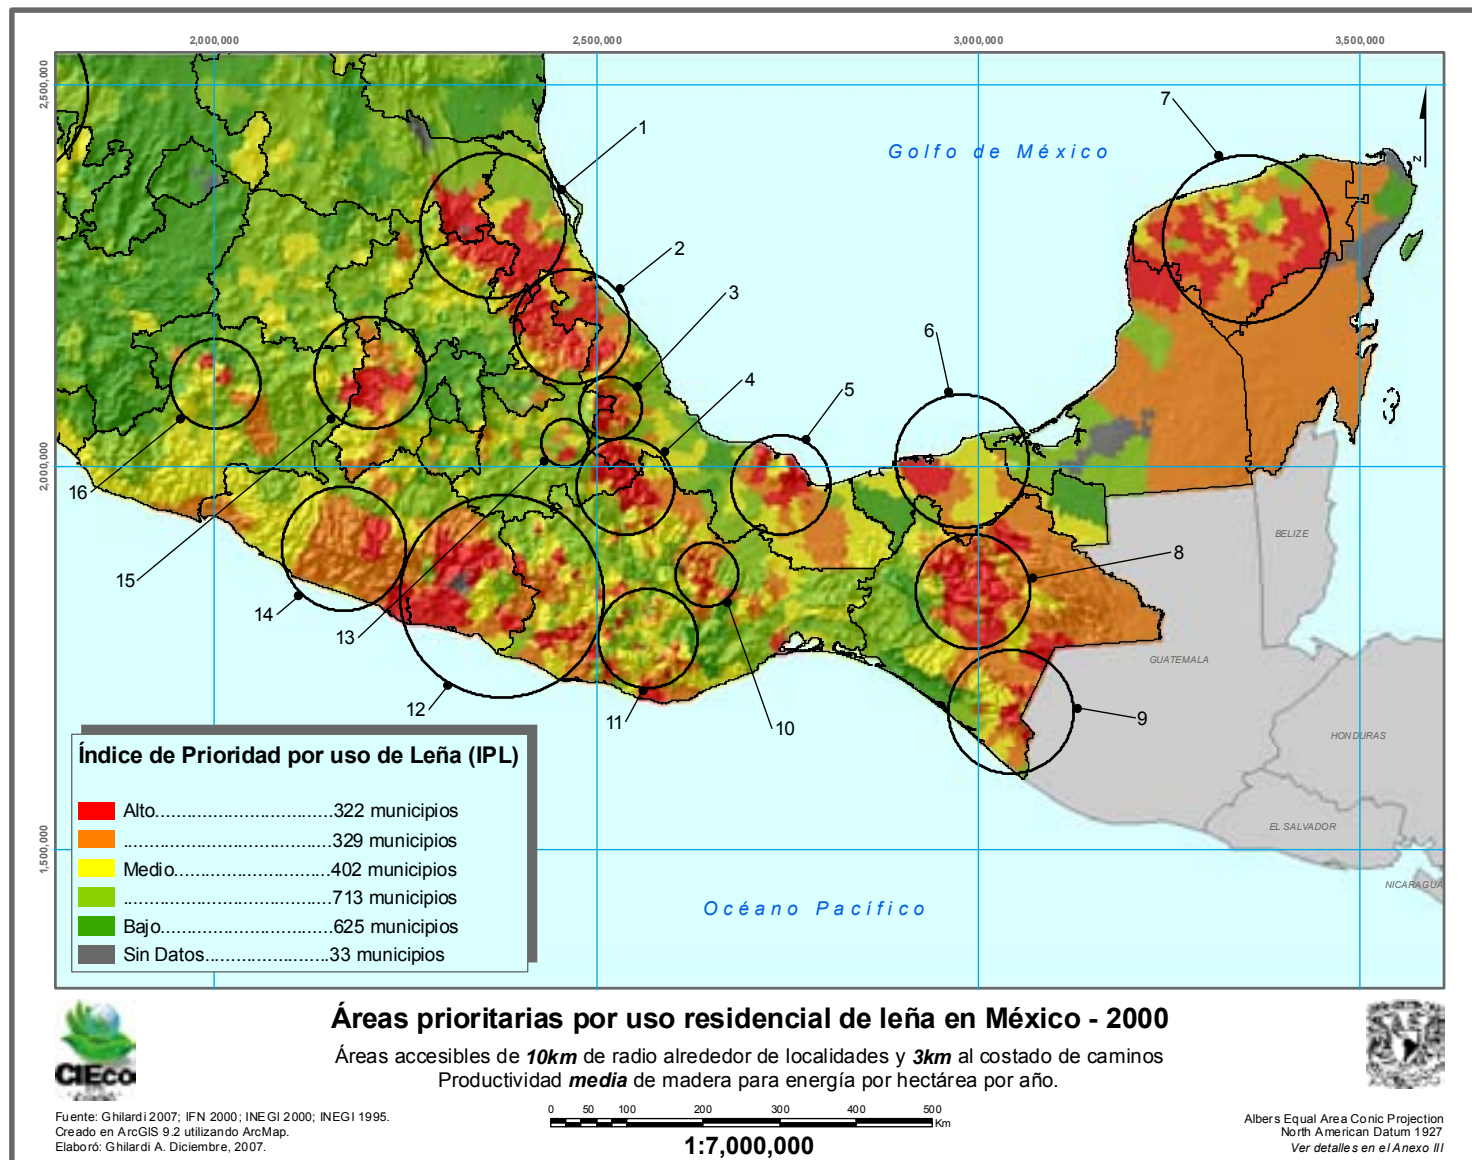 2,000,000
2,500,000
3,000,000
3,500,000
2,500,000
2,000,000
1,500,000
1
2
3
4
5
6
7
8
9
10
11
12
13
14
15
16
Golfo de México
Océano Pacífico
BELIZE
GUATEMALA
HONDURAS
EL SALVADOR
NICARAGUA
N
Índice de Prioridad por uso de Leña (IPL)
Alto..................................322 municipios
........................................329 municipios
Medio..............................402 municipios
........................................713 municipios
Bajo.................................625 municipios
Sin Datos........................33 municipios
CIEco
Áreas prioritarias por uso residencial de leña en México - 2000
Áreas accesibles de 10km de radio alrededor de localidades y 3km al costado de caminos
Productividad media de madera para energía por hectárea por año.
Fuente: Ghilardi 2007; IFN 2000; INEGI 2000; INEGI 1995.
Creado en ArcGIS 9.2 utilizando ArcMap.
Elaboró: Ghilardi A. Diciembre, 2007.
0 50 100 200 300 400 500
Km
1:7,000,000
Albers Equal Area Conic Projection
North American Datum 1927
Ver detalles en el Anexo III